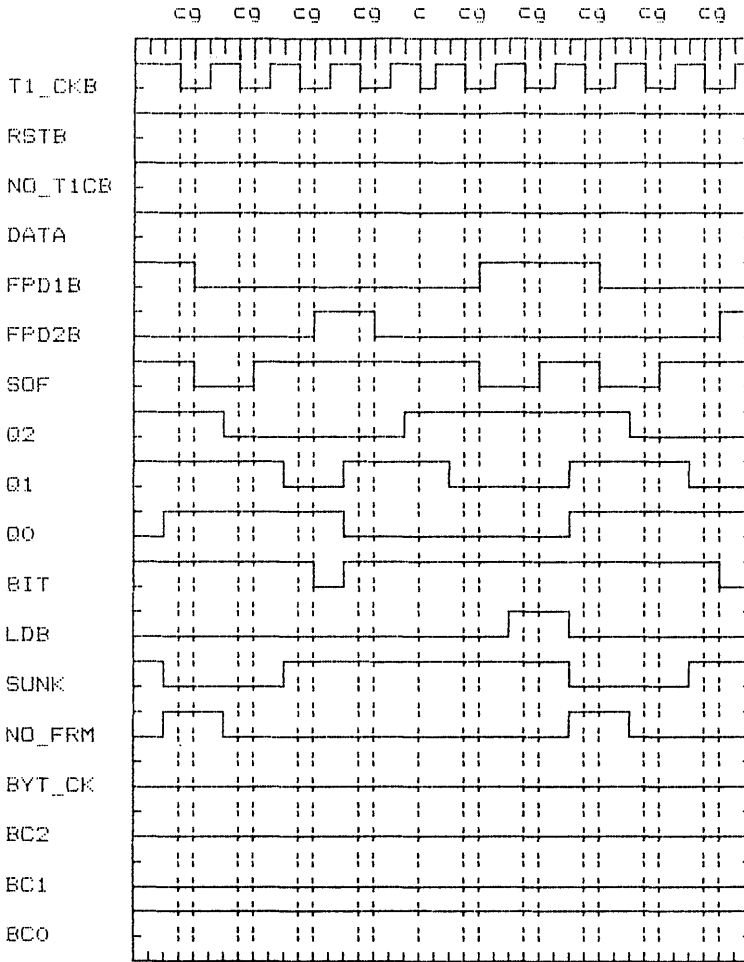 cg cg cg cg c cg cg cg cg cg
T1_CKB
RSTB
NO_T1CB
DATA
FPD1B
FPD2B
SOF
Q2
Q1
Q0
BIT
LDB
SUNK
NO_FRM
BYT_CK
BC2
BC1
BC0